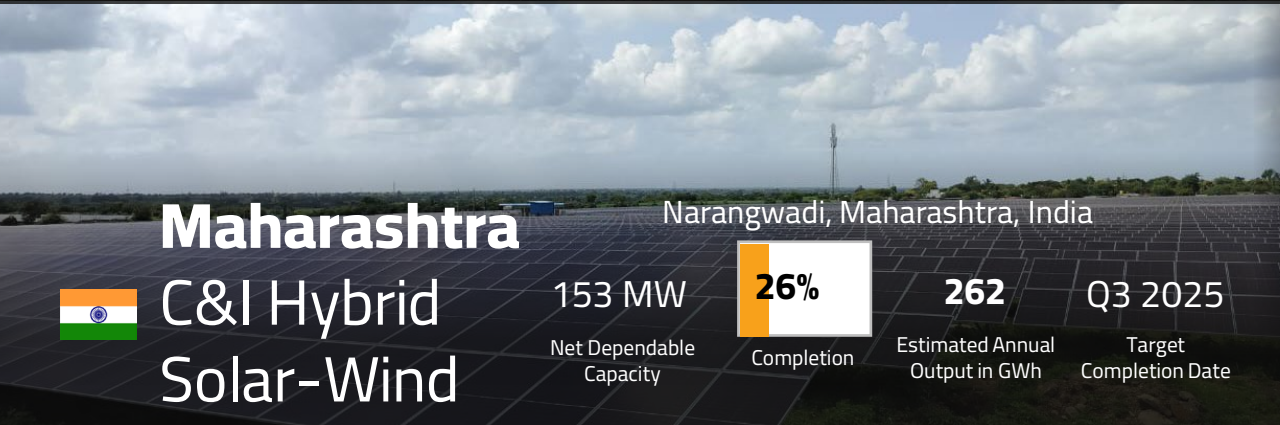 Maharashtra
C&I Hybrid
Solar-Wind
Narangwadi, Maharashtra, India
153 MW
Net Dependable
Capacity
26%
Completion
262
Estimated Annual
Output in GWh
Q3 2025
Target
Completion Date